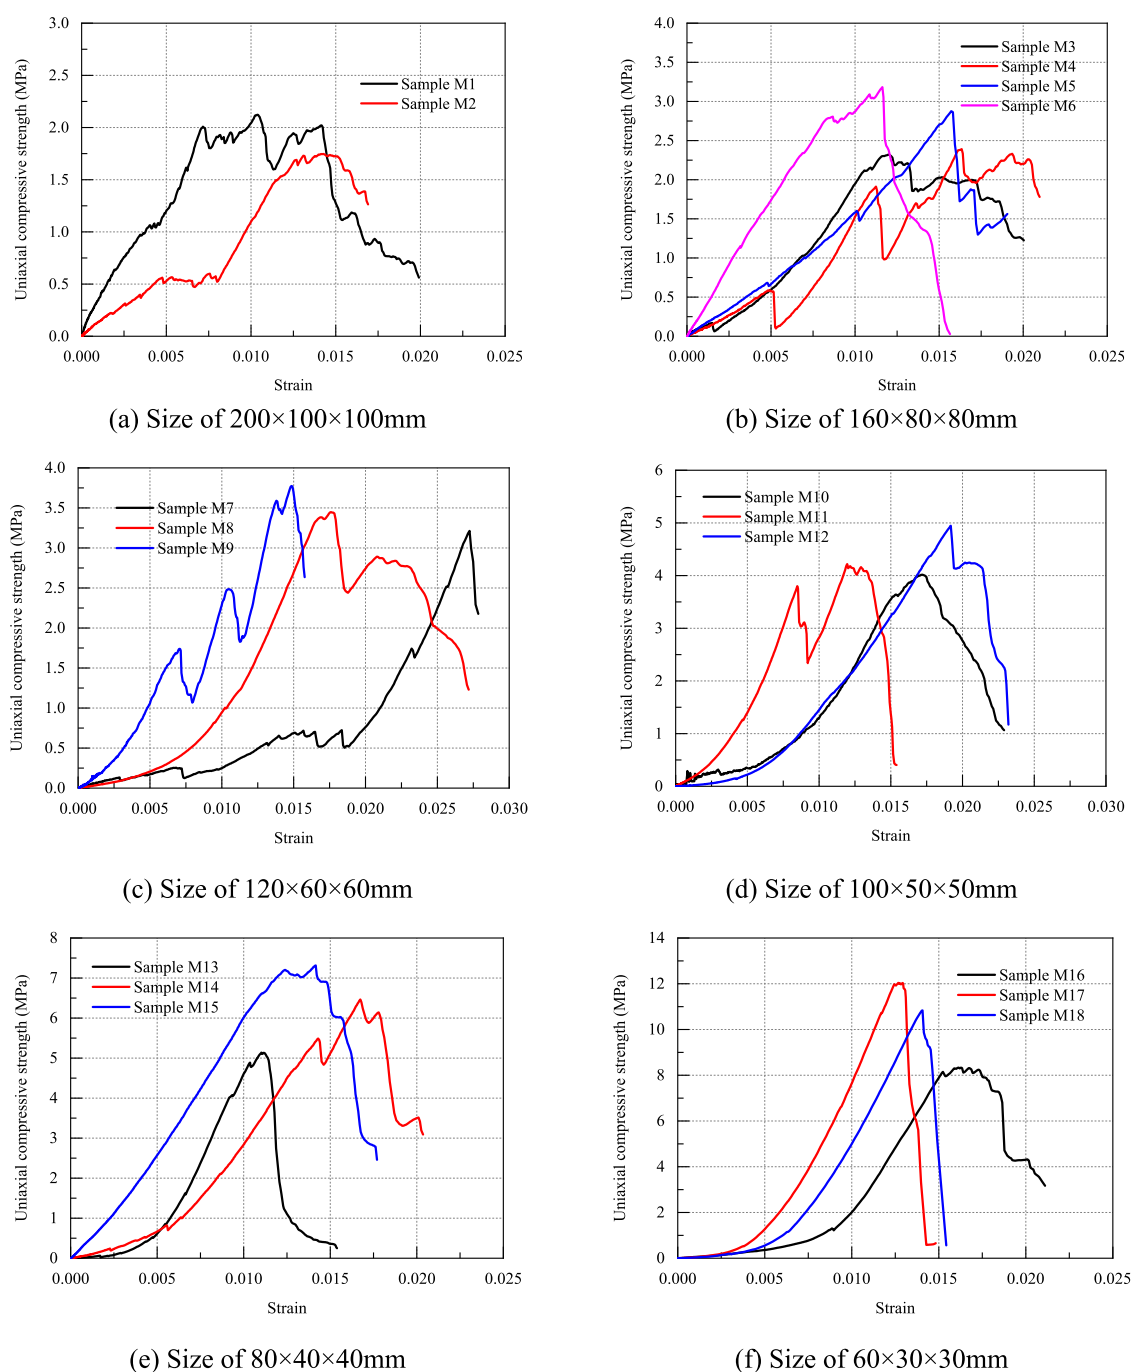 3.0
2.5
2.0
1.5
1.0
0.5
0.0
Uniaxial compressive strength (MPa)
Sample M1
Sample M2
0.000 0.005 0.010 0.015 0.020 0.025
Strain
(a) Size of 200×100×100mm
4.0
3.5
3.0
2.5
2.0
1.5
1.0
0.5
0.0
Uniaxial compressive strength (MPa)
Sample M3
Sample M4
Sample M5
Sample M6
0.000 0.005 0.010 0.015 0.020 0.025
Strain
(b) Size of 160×80×80mm
4.0
3.5
3.0
2.5
2.0
1.5
1.0
0.5
0.0
Uniaxial compressive strength (MPa)
Sample M7
Sample M8
Sample M9
0.000 0.005 0.010 0.015 0.020 0.025 0.030
Strain
(c) Size of 120×60×60mm
6
5
4
3
2
1
0
Uniaxial compressive strength (MPa)
Sample M10
Sample M11
Sample M12
0.000 0.005 0.010 0.015 0.020 0.025 0.030
Strain
(d) Size of 100×50×50mm
8
7
6
5
4
3
2
1
0
Uniaxial compressive strength (MPa)
Sample M13
Sample M14
Sample M15
0.000 0.005 0.010 0.015 0.020 0.025
Strain
(e) Size of 80×40×40mm
14
12
10
8
6
4
2
0
Uniaxial compressive strength (MPa)
Sample M16
Sample M17
Sample M18
0.000 0.005 0.010 0.015 0.020 0.025
Strain
(f) Size of 60×30×30mm